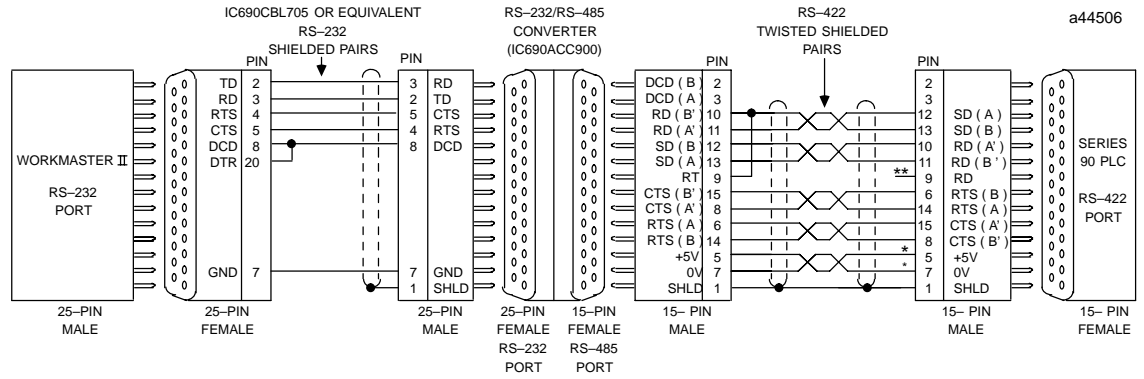 IC690CBL705 OR EQUIVALENT
RS–232
SHIELDED PAIRS
RS–232/RS–485
CONVERTER
(IC690ACC900)
RS–422
TWISTED SHIELDED
PAIRS
a44506
WORKMASTER II
RS–232
PORT
25–PIN
MALE
PIN
TD 2
RD 3
RTS 4
CTS 5
DCD 8
DTR 20
GND 7
25–PIN
FEMALE
PIN
3 RD
2 TD
5 CTS
4 RTS
8 DCD
7 GND
1 SHLD
25–PIN
MALE
25–PIN
FEMALE
RS–232
PORT
15–PIN
FEMALE
RS–485
PORT
PIN
DCD ( B ) 2
DCD ( A ) 3
RD ( B' ) 10
RD ( A' ) 11
SD ( B ) 12
SD ( A ) 13
RT 9
CTS ( B' ) 15
CTS ( A' ) 8
RTS ( A ) 6
RTS ( B ) 14
+5V 5
0V 7
SHLD 1
15– PIN
MALE
PIN
2
3
12 SD ( A )
13 SD ( B )
10 RD ( A' )
11 RD ( B ' )
** 9 RD
6 RTS ( B )
14 RTS ( A )
15 CTS ( A' )
8 CTS ( B' )
* 5 +5V
* 7 0V
1 SHLD
15– PIN
MALE
SERIES
90 PLC
RS–422
PORT
15– PIN
FEMALE